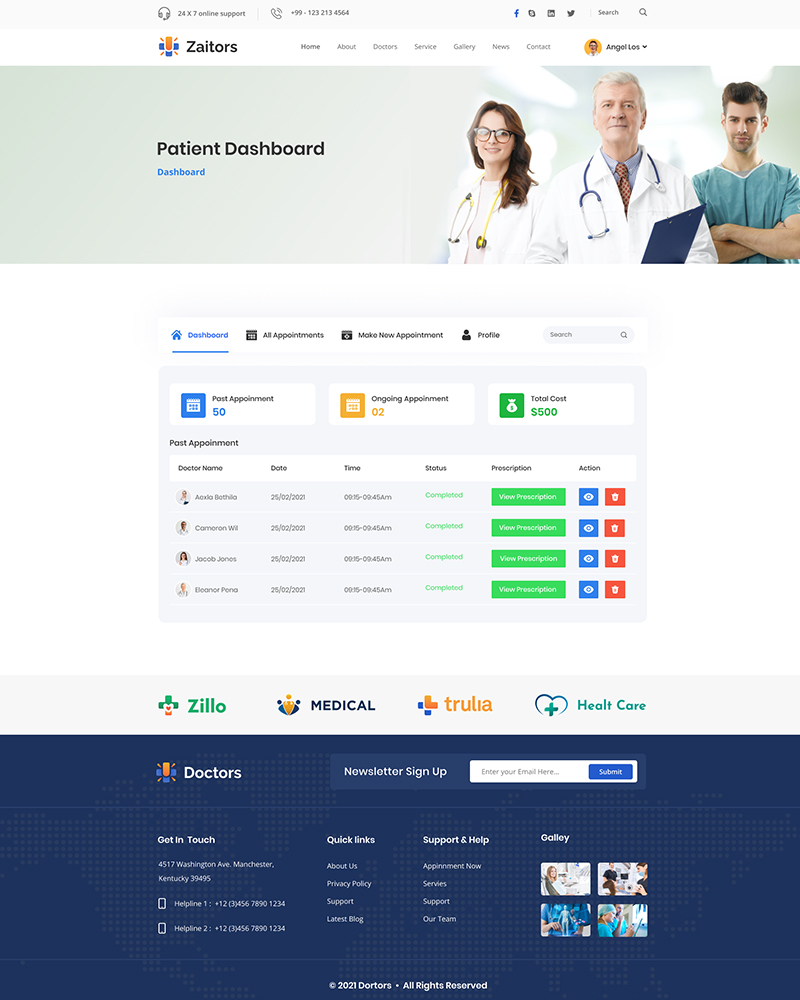 24 X 7 online support
+99 - 123 213 4564
Search
Zaitors
Home About Doctors Service Gallery News Contact
Angol Los
Patient Dashboard
Dashboard
Dashboard All Appointments Make New Appointment Profile Search
Past Appoinment
50
Ongoing Appoinment
02
Total Cost
$500
Past Appoinment
Doctor Name Date Time Status Prescription Action
Aoxla Bothila 25/02/2021 09:15-09:45Am Completed View Prescription
Cameron Wil 25/02/2021 09:15-09:45Am Completed View Prescription
Jacob Jones 25/02/2021 09:15-09:45Am Completed View Prescription
Eleanor Pena 25/02/2021 09:15-09:45Am Completed View Prescription
Zillo
MEDICAL
trulia
Healt Care
Doctors
Newsletter Sign Up
Enter your Email Here...
Submit
Get In Touch
4517 Washington Ave. Manchester,
Kentucky 39495
Helpline 1 : +12 (3)456 7890 1234
Helpline 2 : +12 (3)456 7890 1234
Quick links
About Us
Privacy Policy
Support
Latest Blog
Support & Help
Appinnment Now
Servies
Support
Our Team
Galley
© 2021 Dortors • All Rights Reserved